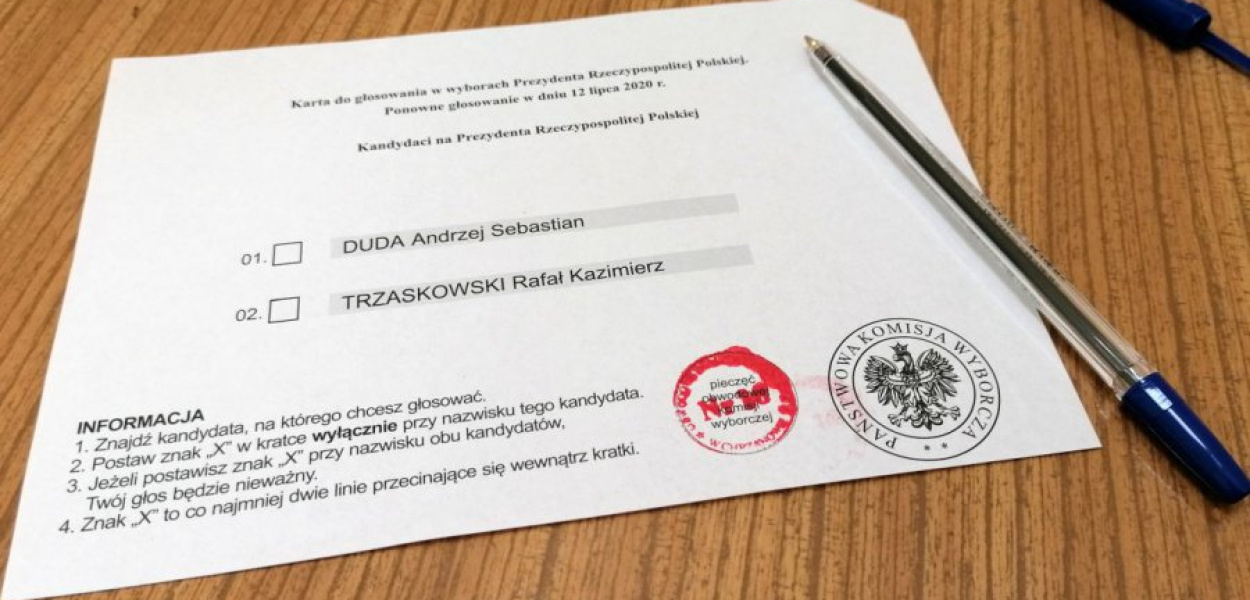 Karta do głosowania w wyborach Prezydenta Rzeczypospolitej Polskiej.
Ponowne głosowanie w dniu 12 lipca 2020 r.
Kandydaci na Prezydenta Rzeczypospolitej Polskiej
01. DUDA Andrzej Sebastian
02. TRZASKOWSKI Rafał Kazimierz
INFORMACJA
1. Znajdź kandydata, na którego chcesz głosować.
2. Postaw znak „X" w kratce wyłącznie przy nazwisku tego kandydata.
3. Jeżeli postawisz znak „X" przy nazwisku obu kandydatów,
Twój głos będzie nieważny.
4. Znak „X" to co najmniej dwie linie przecinające się wewnątrz kratki.
pieczęć
obwodowej
komisji
wyborczej
PAŃSTWOWA KOMISJA WYBORCZA